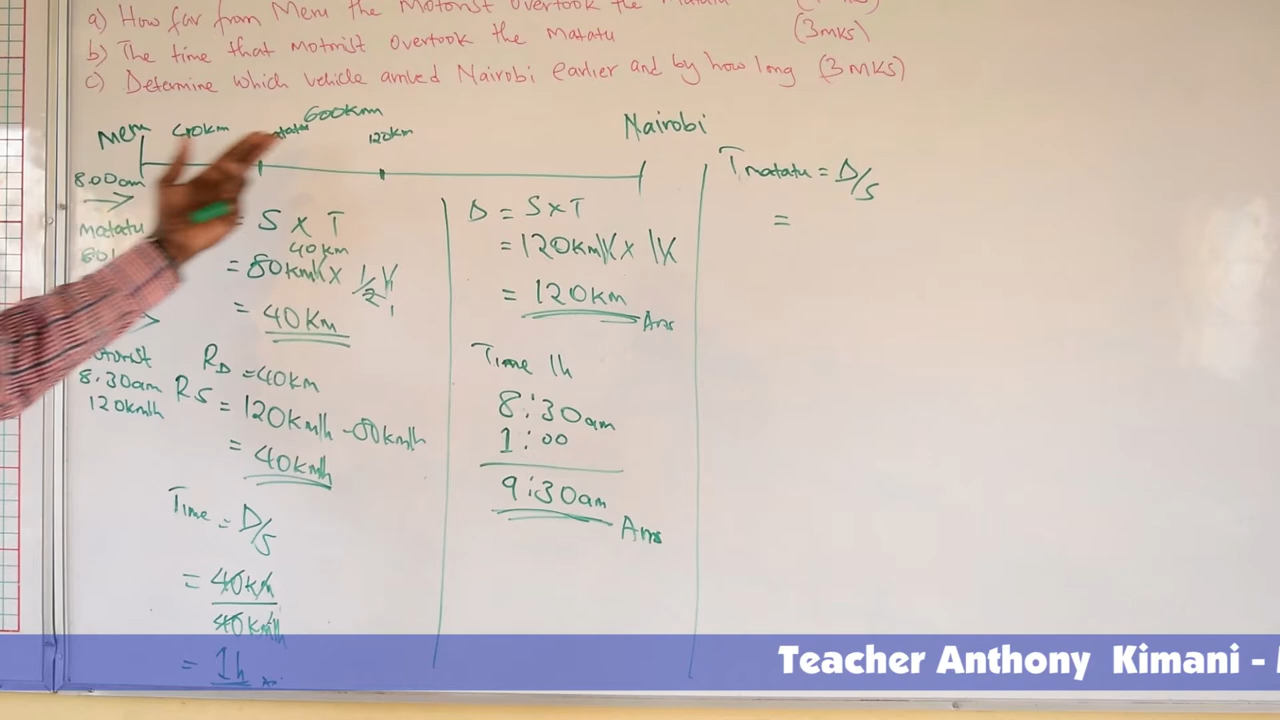 a) How far from Meru the Motorist Overtook the Matatu
b) The time that Motorist Overtook the Matatu (3mks)
c) Determine which vehicle arrived Nairobi earlier and by how long (3MKS)
600km
Meru 40km 120km Nairobi
8.00am
Matatu
= S X T
40km
= 80km/h X 1/2 h
= 40km
Motorist
8.30am
120km/h
RD = 40km
RS = 120km/h - 80km/h
= 40km/h
Time = D/S
= 40km
40km/h
= 1h
D = S x T
= 120km/h x 1h
= 120km
Ans
Time 1h
8:30am
1:00
9:30am
Ans
Tmatatu = D/S
=
Teacher Anthony Kimani -